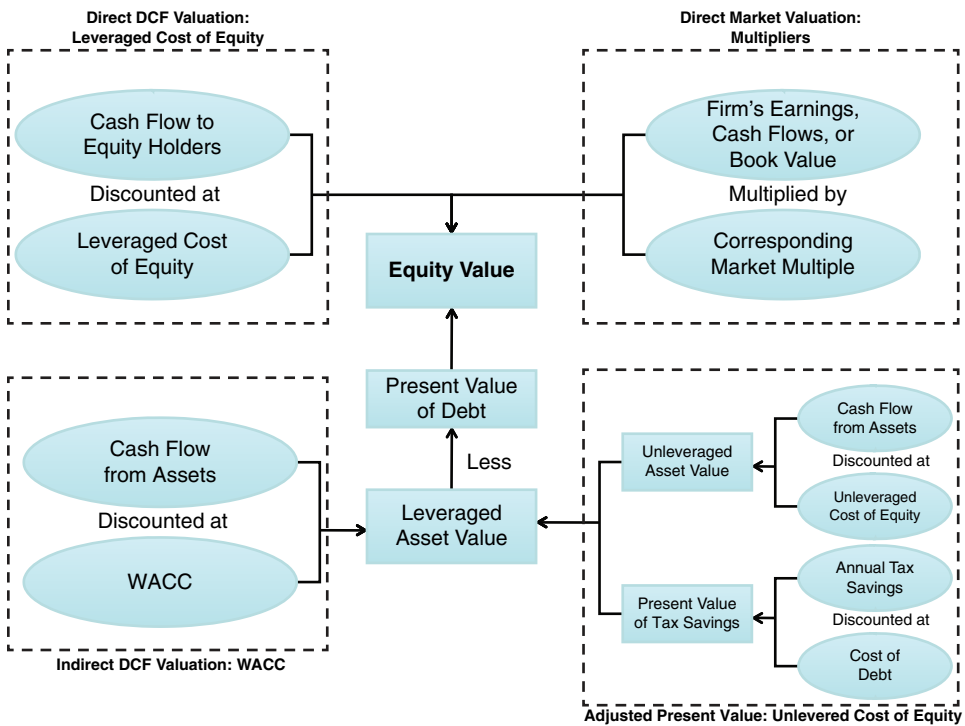 Direct DCF Valuation:
Leveraged Cost of Equity
Cash Flow to
Equity Holders
Discounted at
Leveraged Cost
of Equity
Direct Market Valuation:
Multipliers
Firm's Earnings,
Cash Flows, or
Book Value
Multiplied by
Corresponding
Market Multiple
Equity Value
Present Value
of Debt
Less
Leveraged
Asset Value
Cash Flow
from Assets
Discounted at
WACC
Indirect DCF Valuation: WACC
Unleveraged
Asset Value
Cash Flow
from Assets
Discounted at
Unleveraged
Cost of Equity
Present Value
of Tax Savings
Annual Tax
Savings
Discounted at
Cost of
Debt
Adjusted Present Value: Unlevered Cost of Equity